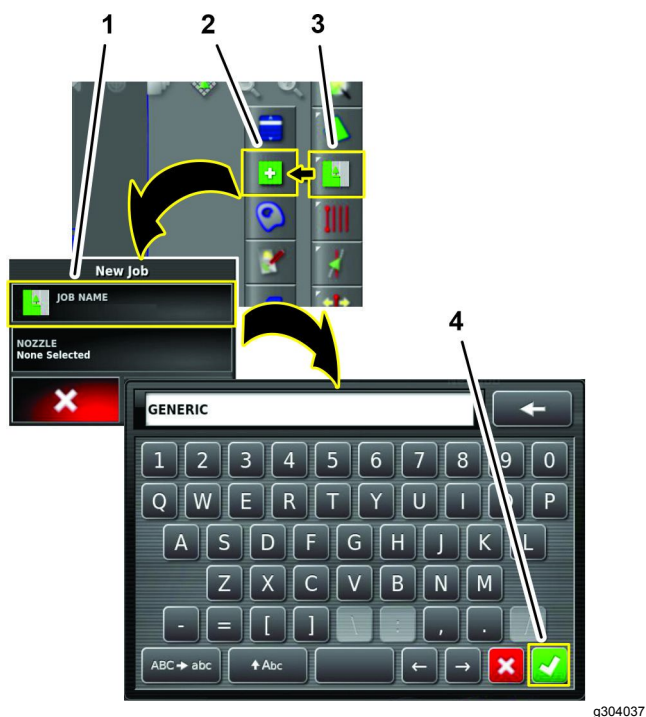 1 2 3
New Job
JOB NAME
NOZZLE
None Selected
4
GENERIC
1 2 3 4 5 6 7 8 9 0
Q W E R T Y U I O P
A S D F G H J K L
Z X C V B N M
- = [ ] \ : , . /
ABC → abc ↑ Abc ← →
g304037